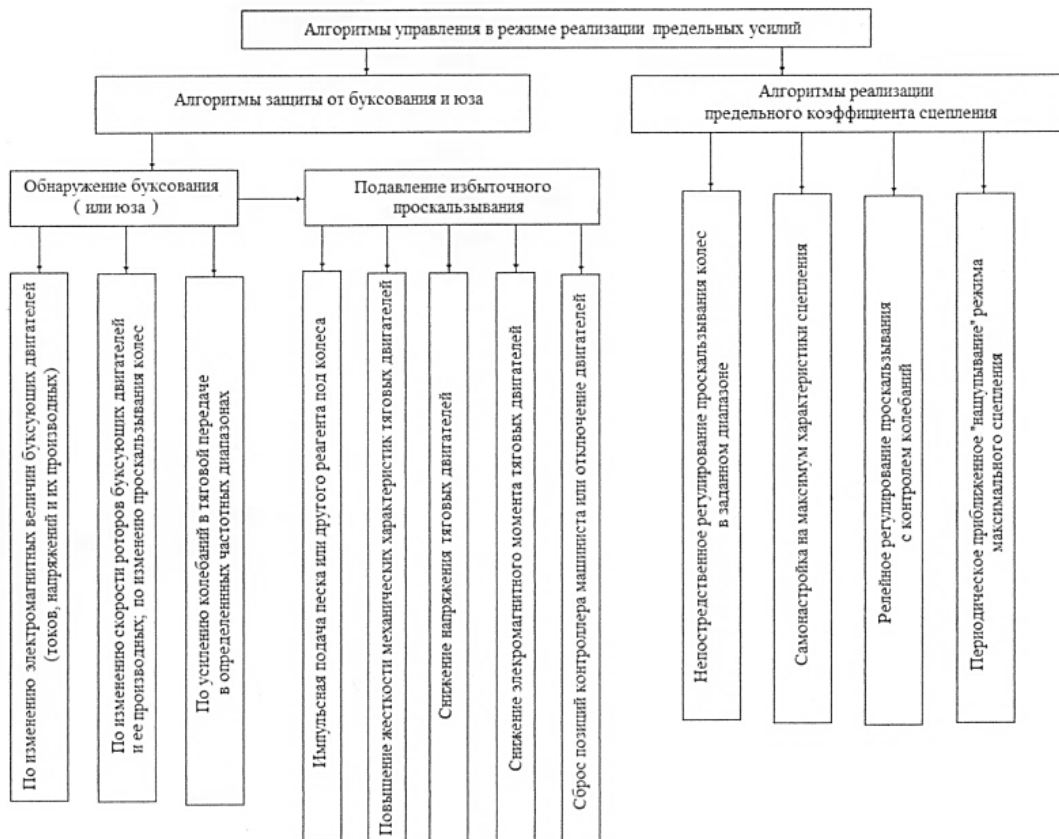 Алгоритмы управления в режиме реализации предельных усилий
Алгоритмы защиты от буксования и юза
Алгоритмы реализации
предельного коэффициента сцепления
Обнаружение буксования
( или юза )
Подавление избыточного
проскальзывания
По изменению электромагнитных величин буксующих двигателей
(токов, напряжений и их производных)
По изменению скорости роторов буксующих двигателей
и ее производных; по изменению проскальзывания колес
По усилению колебаний в тяговой передаче
в определеннных частотных диапазонах
Импульсная подача песка или другого реагента под колеса
Повышение жесткости механических характеристик тяговых двигателей
Снижение напряжения тяговых двигателей
Снижение элекромагнитного момента тяговых двигателей
Сброс позиций контроллера машиниста или отключение двигателей
Непостредственное регулирование проскальзывания колес
в заданном диапазоне
Самонастройка на максимум характеристики сцепления
Релейное регулирование проскальзывания
с контролем колебаний
Периодическое приближенное "нащупывание" режима
максимального сцепления